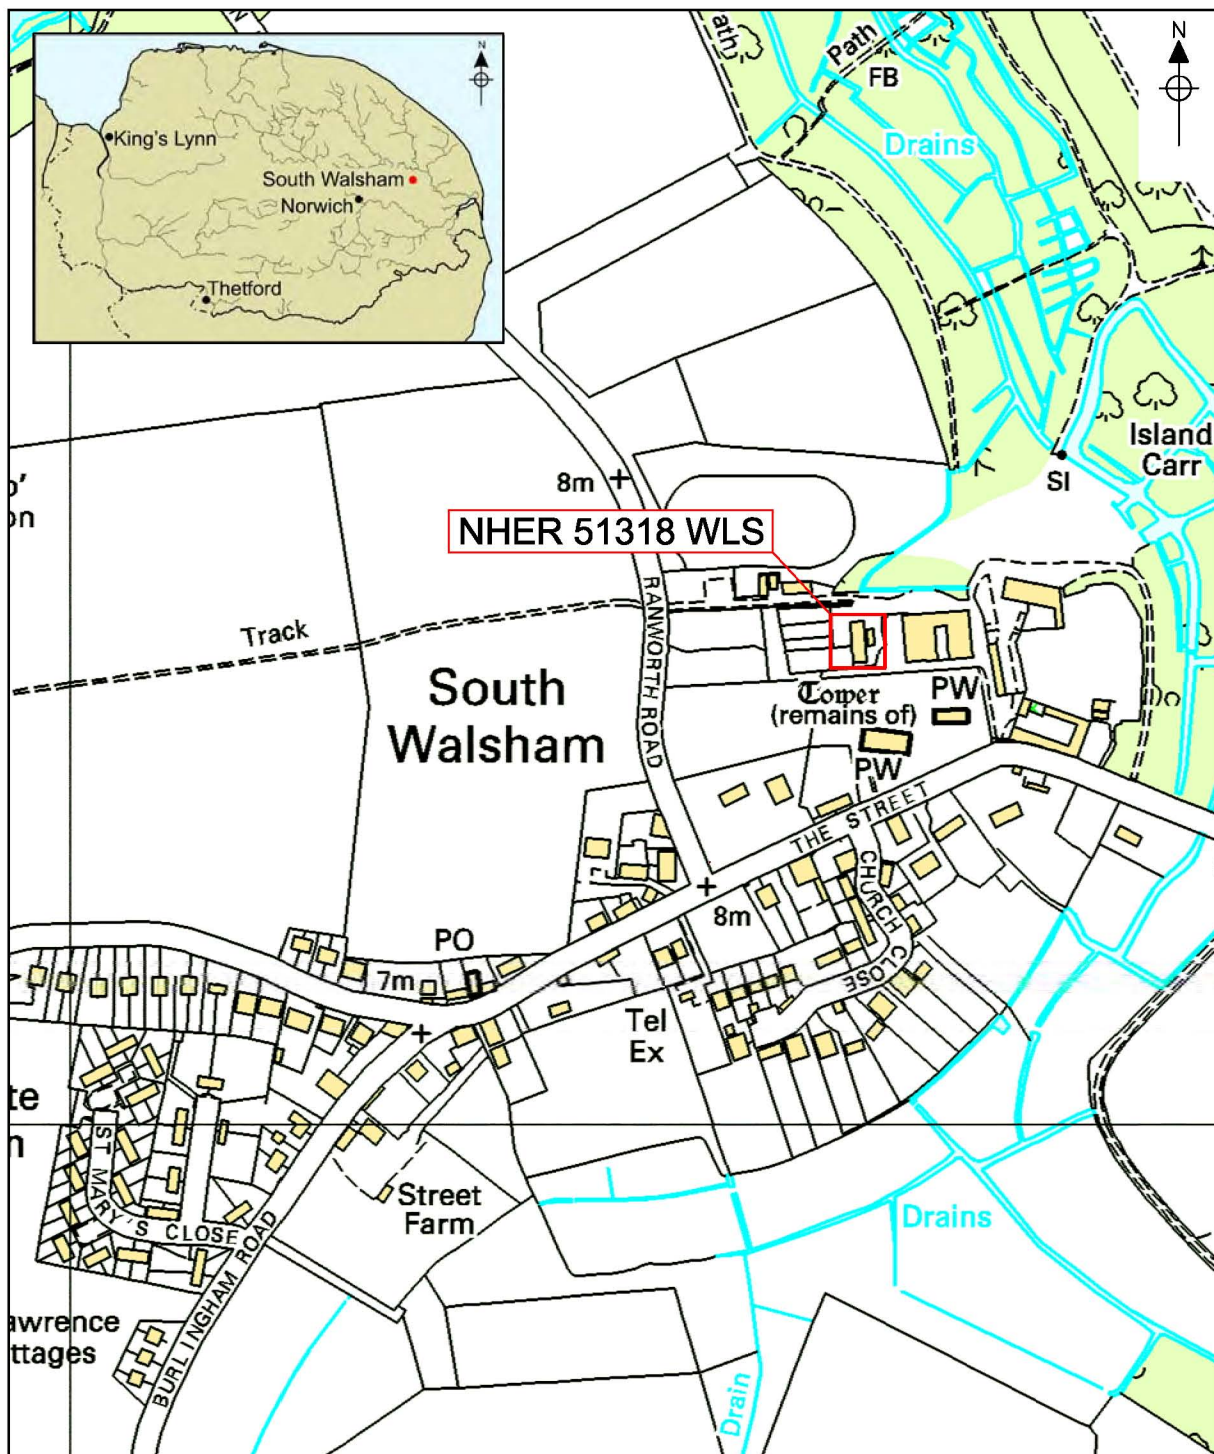 N
King's Lynn
South Walsham
Norwich
Thetford
N
Path
FB
Drains
Island
Carr
SI
8m
NHER 51318 WLS
RANWORTH ROAD
Track
South
Walsham
Tower
(remains of)
PW
PW
THE STREET
CHURCH CLOSE
8m
PO
7m
Tel
Ex
ST MARY'S CLOSE
Street
Farm
Drains
BURLINGHAM ROAD
awrence
ttages
Drain